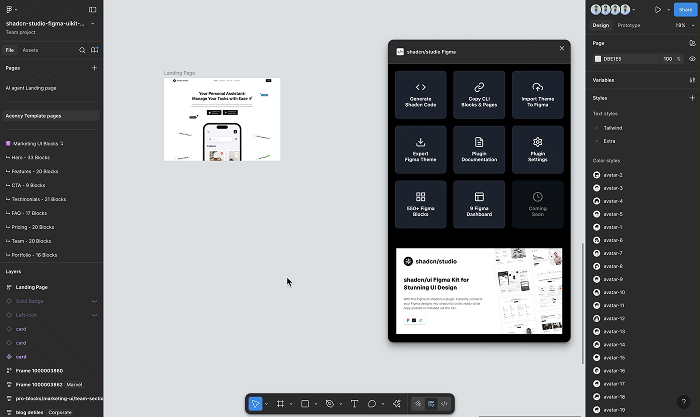 shadcn-studio-figma-uikit-...
Team project
File
Assets
Pages
AI agent Landing page
Acency Template pages
Marketing UI Blocks
Hero - 33 Blocks
Features - 20 Blocks
CTA - 9 Blocks
Testimonials - 21 Blocks
FAQ - 17 Blocks
Pricing - 20 Blocks
Team - 20 Blocks
Portfolio - 16 Blocks
Layers
Landing Page
Solid Badge
Left-icon
card
card
card
Frame 1000003860
Frame 1000003862
Marvel
pro-blocks/marketing-ui/team-sectio
blog detiles
Corporate
Landing Page
Your Personal Assistant.
Manage Your Tasks with Ease
shadcn/studio Figma
Generate
Shadcn Code
Copy CLI
Blocks & Pages
Import Theme
To Figma
Export
Figma Theme
Plugin
Documentation
Plugin
Settings
550+ Figma
Blocks
9 Figma
Dashboard
Coming
Soon
shadcn/studio
shadcn/ui Figma Kit for
Stunning UI Design
Share
Design
Prototype
19%
Page
DBE1E5
100
%
Variables
Styles
Text styles
Tailwind
Extra
Color styles
avatar-2
avatar-3
avatar-4
avatar-5
avatar-1
avatar-6
avatar-7
avatar-8
avatar-9
avatar-10
avatar-11
avatar-12
avatar-13
avatar-14
avatar-15
avatar-16
avatar-17
avatar-18
avatar-19